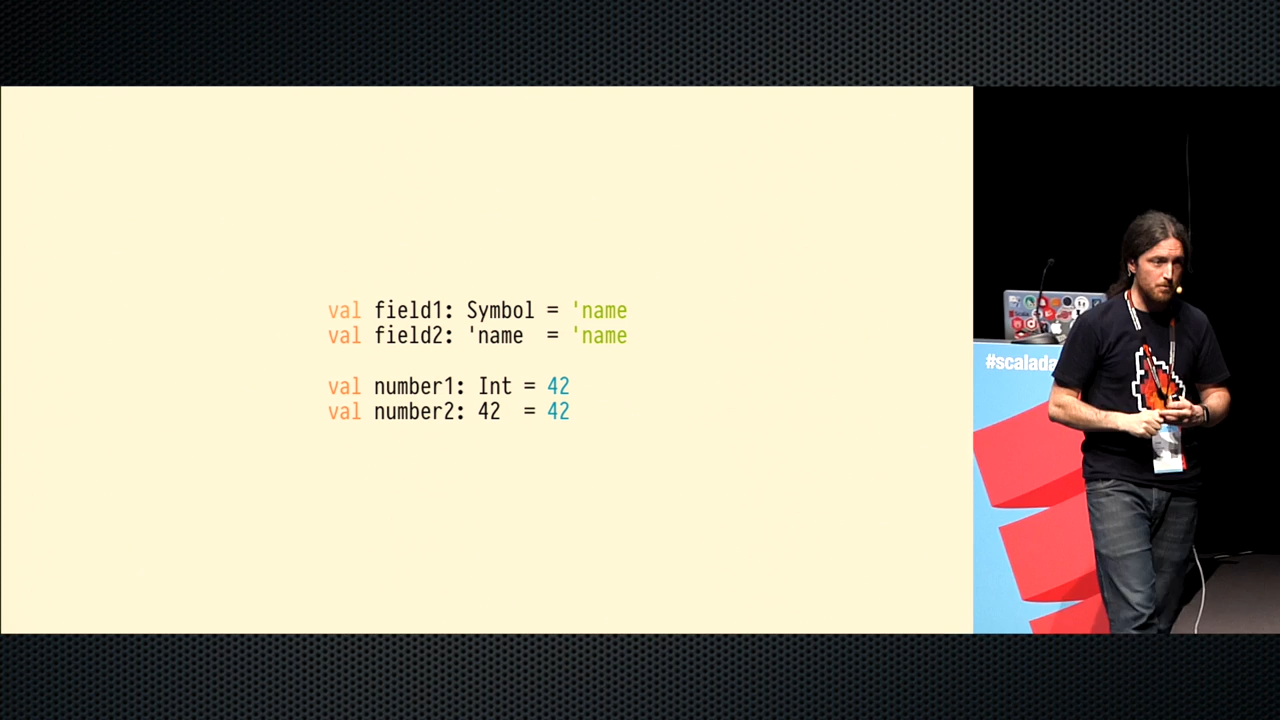 val field1: Symbol = 'name
val field2: 'name  = 'name
val number1: Int = 42
val number2: 42  = 42
#scalada